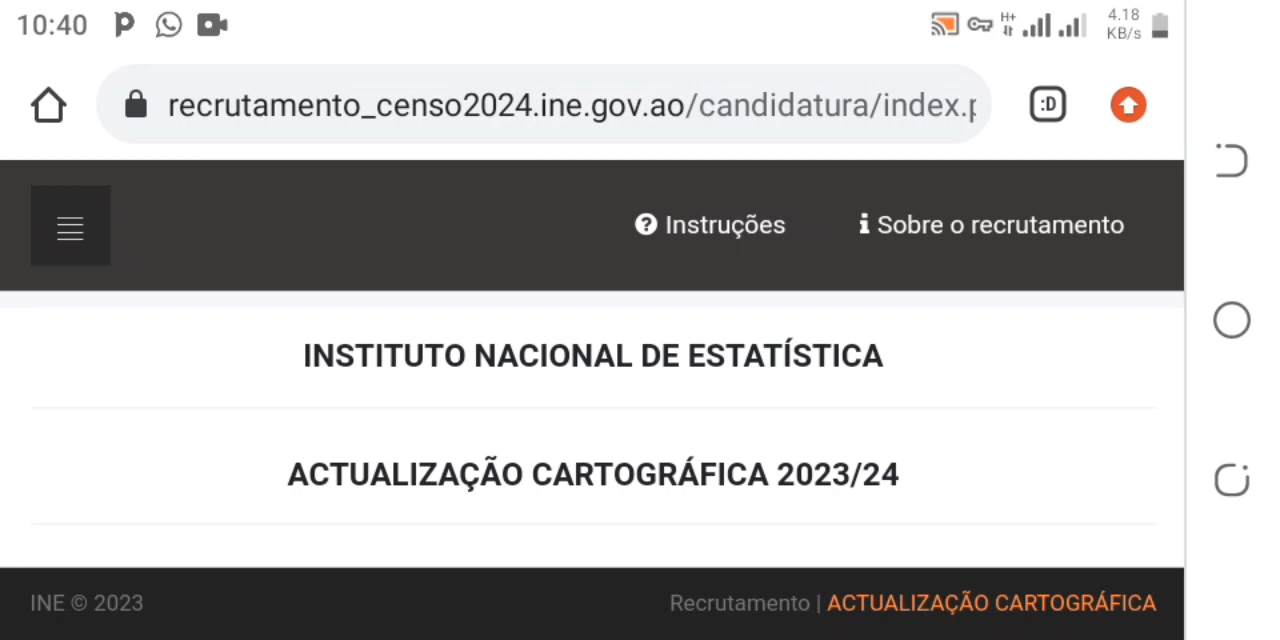 10:40
H+
4.18
KB/s
recrutamento_censo2024.ine.gov.ao/candidatura/index.p
:D
Instruções
Sobre o recrutamento
INSTITUTO NACIONAL DE ESTATÍSTICA
ACTUALIZAÇÃO CARTOGRÁFICA 2023/24
INE © 2023
Recrutamento | ACTUALIZAÇÃO CARTOGRÁFICA